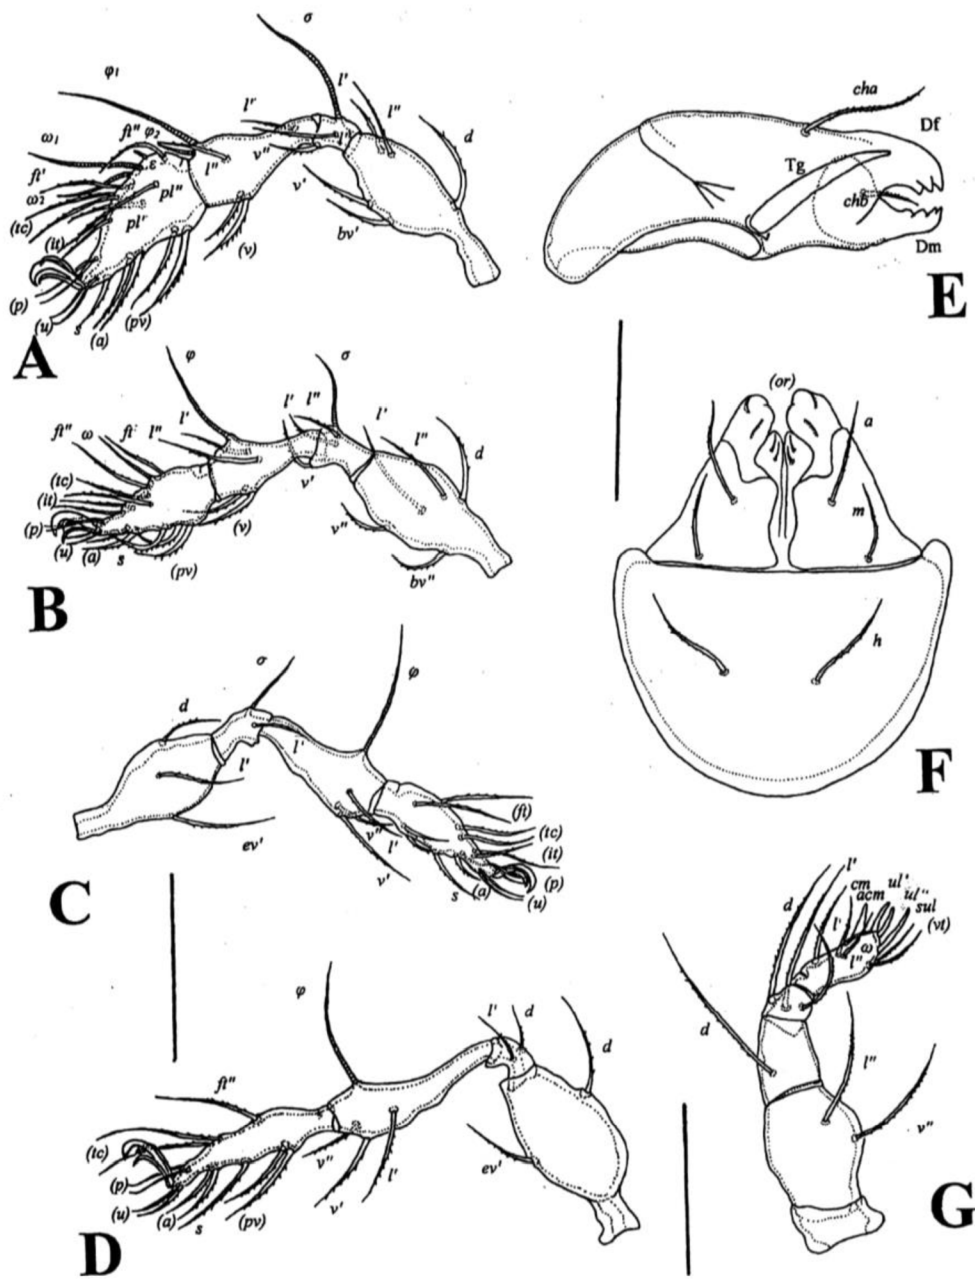 σ
φ₁
l'
l''
l'
d
ω₁
ft''
φ₂
l''
v''
l''
ε
ft'
ω₂
pl''
v'
(tc)
pl'
bv'
(it)
(v)
(p)
(u)
s
(a)
(pv)
A
cha
Df
Tg
chb
Dm
E
φ
σ
l'
l''
l'
l''
d
ft''
ω
ft'
l''
l'
(tc)
(it)
v'
(p)
(v)
v''
(u)
(a)
s
(pv)
bv''
B
(or)
a
m
h
F
σ
φ
d
l'
l'
(ft)
(tc)
ev'
v''
l'
(it)
v'
s
(a)
(p)
(u)
C
l'
cm
acm
ul'
ul''
sul
(vt)
d
l'
ω
l''
d
l''
v''
G
φ
l'
d
d
ft''
(tc)
ev'
v''
l'
(p)
v'
(u)
(a)
s
(pv)
D